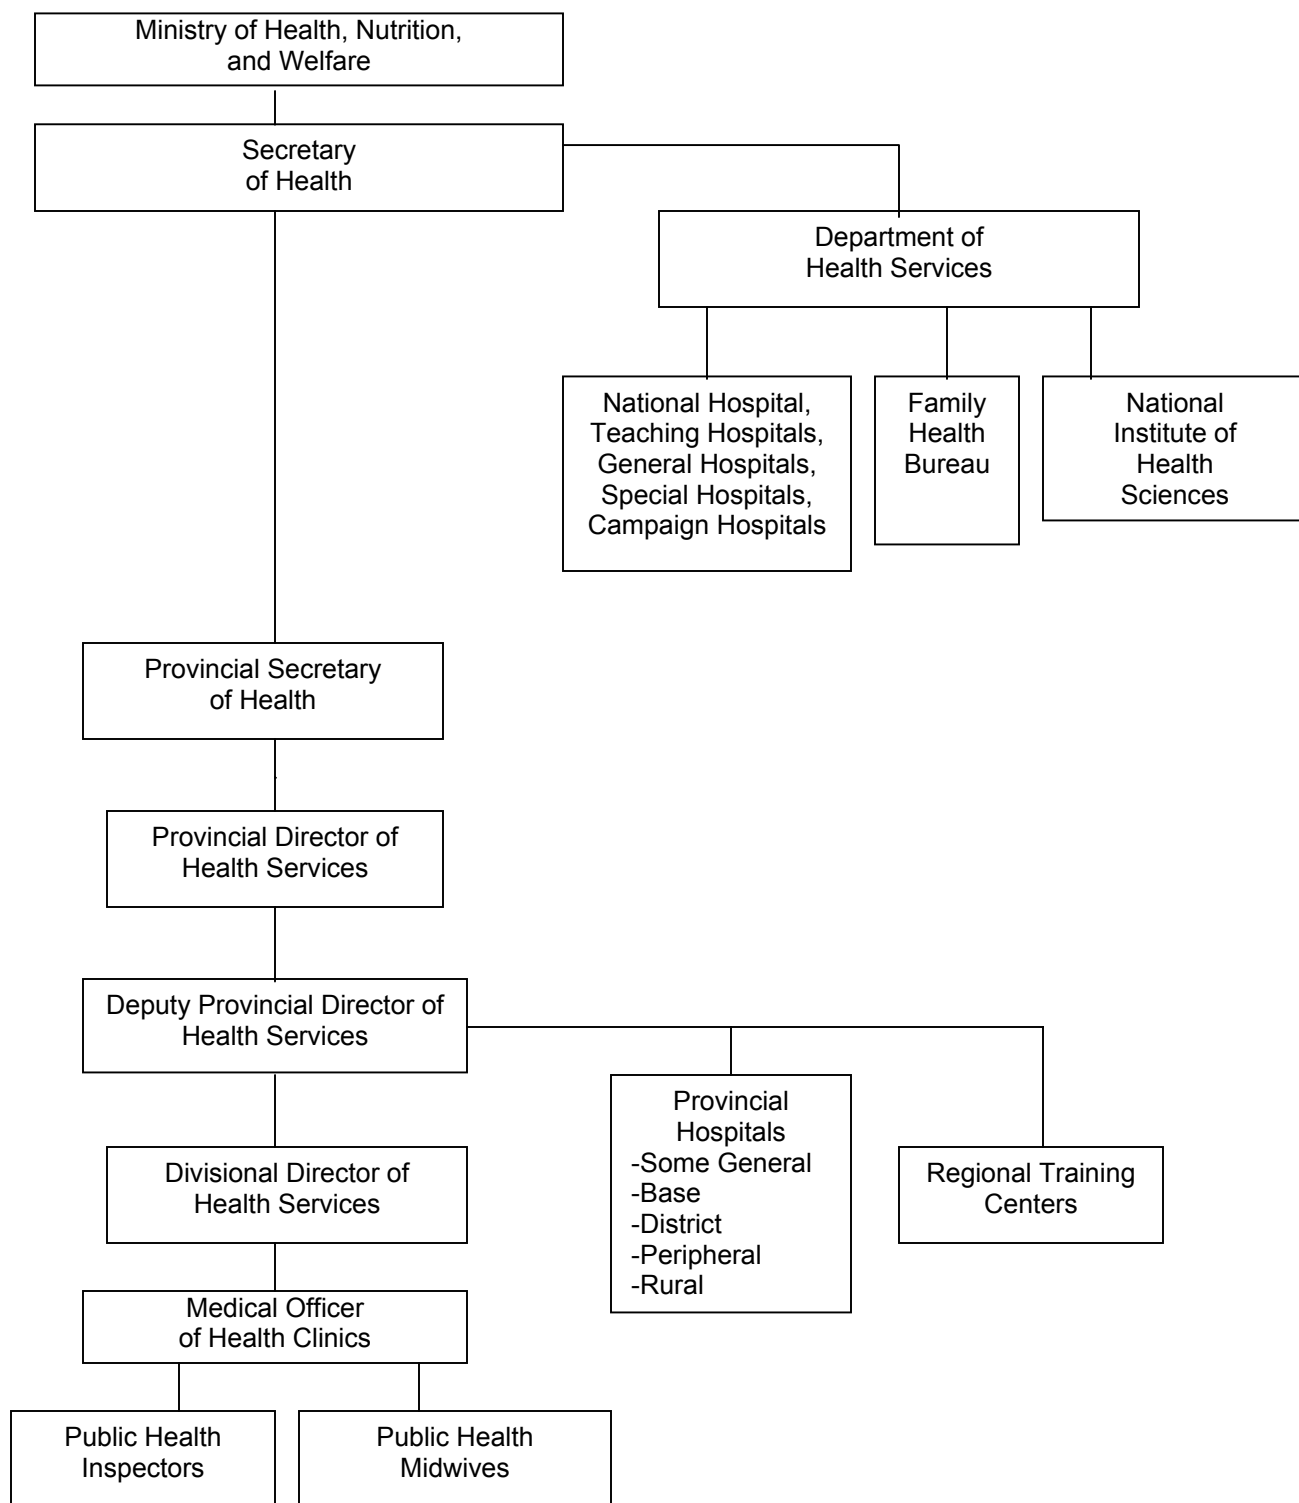 Ministry of Health, Nutrition,
and Welfare
Secretary
of Health
Department of
Health Services
National Hospital,
Teaching Hospitals,
General Hospitals,
Special Hospitals,
Campaign Hospitals
Family
Health
Bureau
National
Institute of
Health
Sciences
Provincial Secretary
of Health
Provincial Director of
Health Services
Deputy Provincial Director of
Health Services
Provincial
Hospitals
-Some General
-Base
-District
-Peripheral
-Rural
Regional Training
Centers
Divisional Director of
Health Services
Medical Officer
of Health Clinics
Public Health
Inspectors
Public Health
Midwives